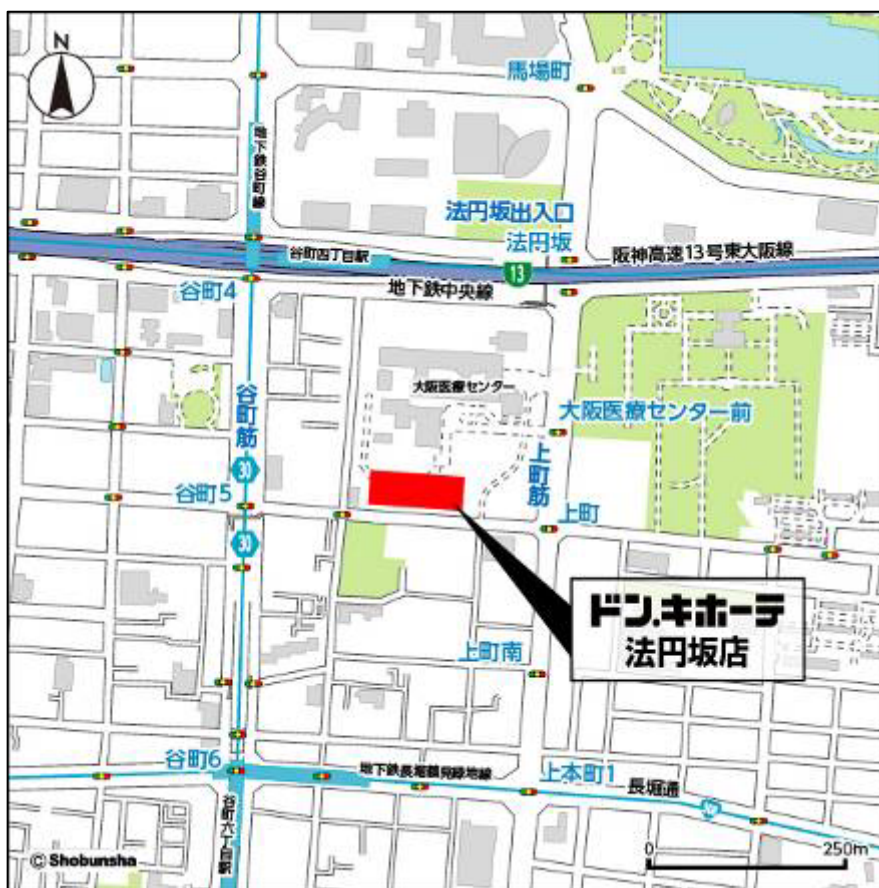 N
馬場町
地下鉄谷町線
法円坂出入口
法円坂
谷町四丁目駅
阪神高速13号東大阪線
13
地下鉄中央線
谷町4
大阪医療センター
大阪医療センター前
谷町筋
30
上町筋
谷町5
上町
30
ドン.キホーテ
法円坂店
上町南
谷町6
地下鉄長堀鶴見緑地線
上本町1
長堀通
谷町六丁目駅
© Shobunsha
0 250m